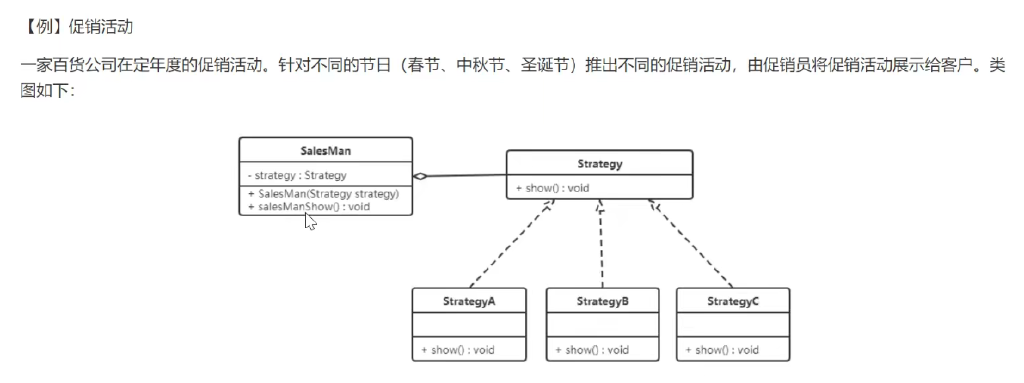 【例】促销活动
一家百货公司在定年度的促销活动。针对不同的节日（春节、中秋节、圣诞节）推出不同的促销活动，由促销员将促销活动展示给客户。类
图如下：
SalesMan
- strategy : Strategy
+ SalesMan(Strategy strategy)
+ salesManShow() : void
Strategy
+ show() : void
StrategyA
+ show() : void
StrategyB
+ show() : void
StrategyC
+ show() : void